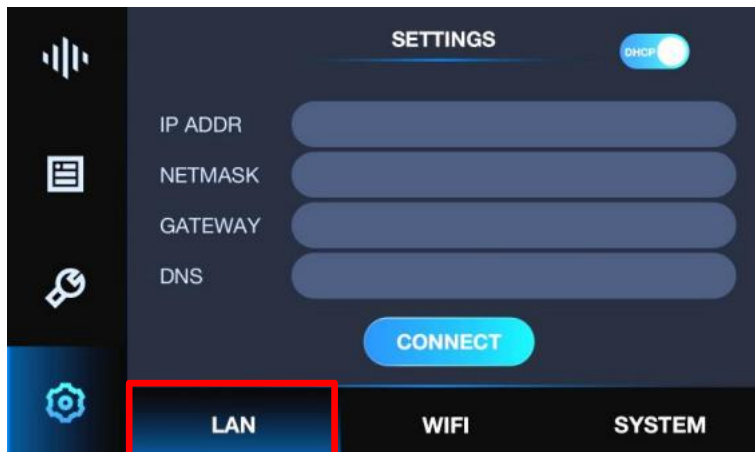 SETTINGS
DHCP
IP ADDR
NETMASK
GATEWAY
DNS
CONNECT
LAN
WIFI
SYSTEM